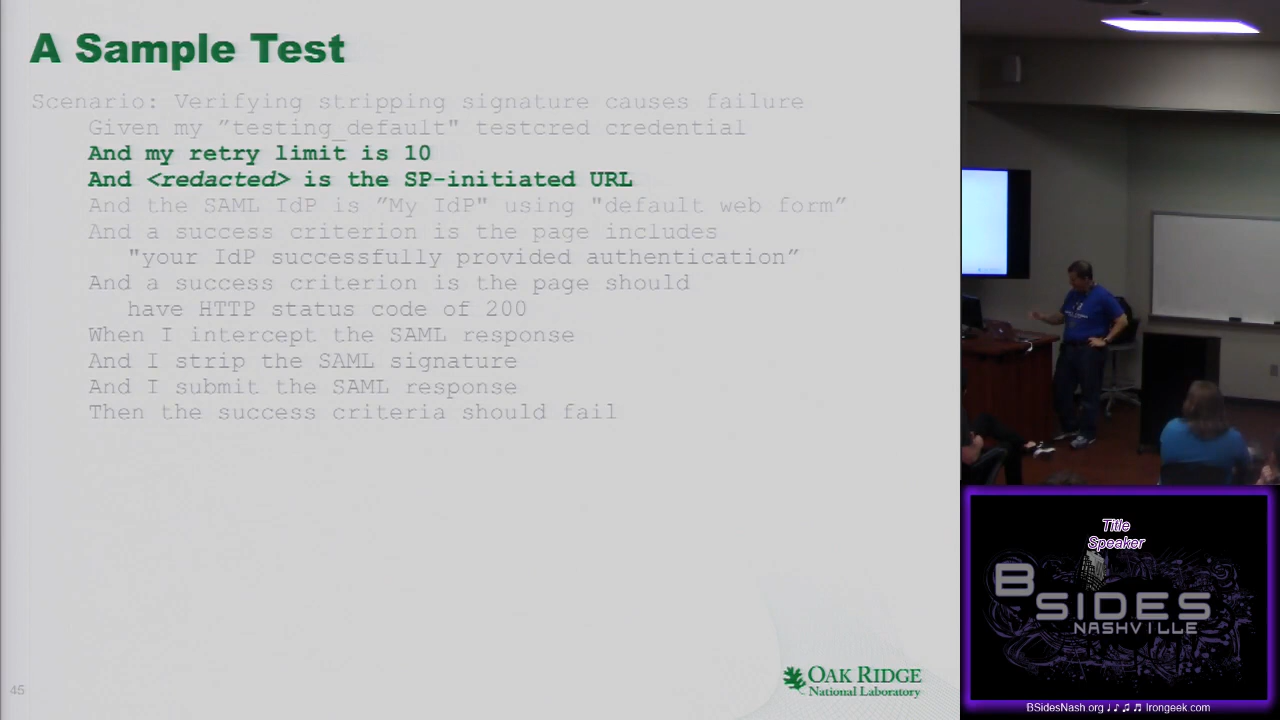 A Sample Test
Scenario: Verifying stripping signature causes failure
Given my ”testing_default" testcred credential
And my retry limit is 10
And <redacted> is the SP-initiated URL
And the SAML IdP is ”My IdP" using "default web form”
And a success criterion is the page includes
"your IdP successfully provided authentication”
And a success criterion is the page should
have HTTP status code of 200
When I intercept the SAML response
And I strip the SAML signature
And I submit the SAML response
Then the success criteria should fail
45
OAK RIDGE
National Laboratory
Title
Speaker
BSIDES
NASHVILLE
BSidesNash.org ♩ ♪ ♫ ♬ Irongeek.com